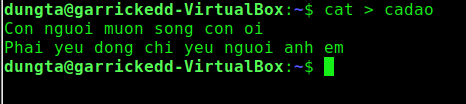 dungta@garrickedd-VirtualBox:~$ cat > cadao
Con nguoi muon song con oi
Phai yeu dong chi yeu nguoi anh em
dungta@garrickedd-VirtualBox:~$